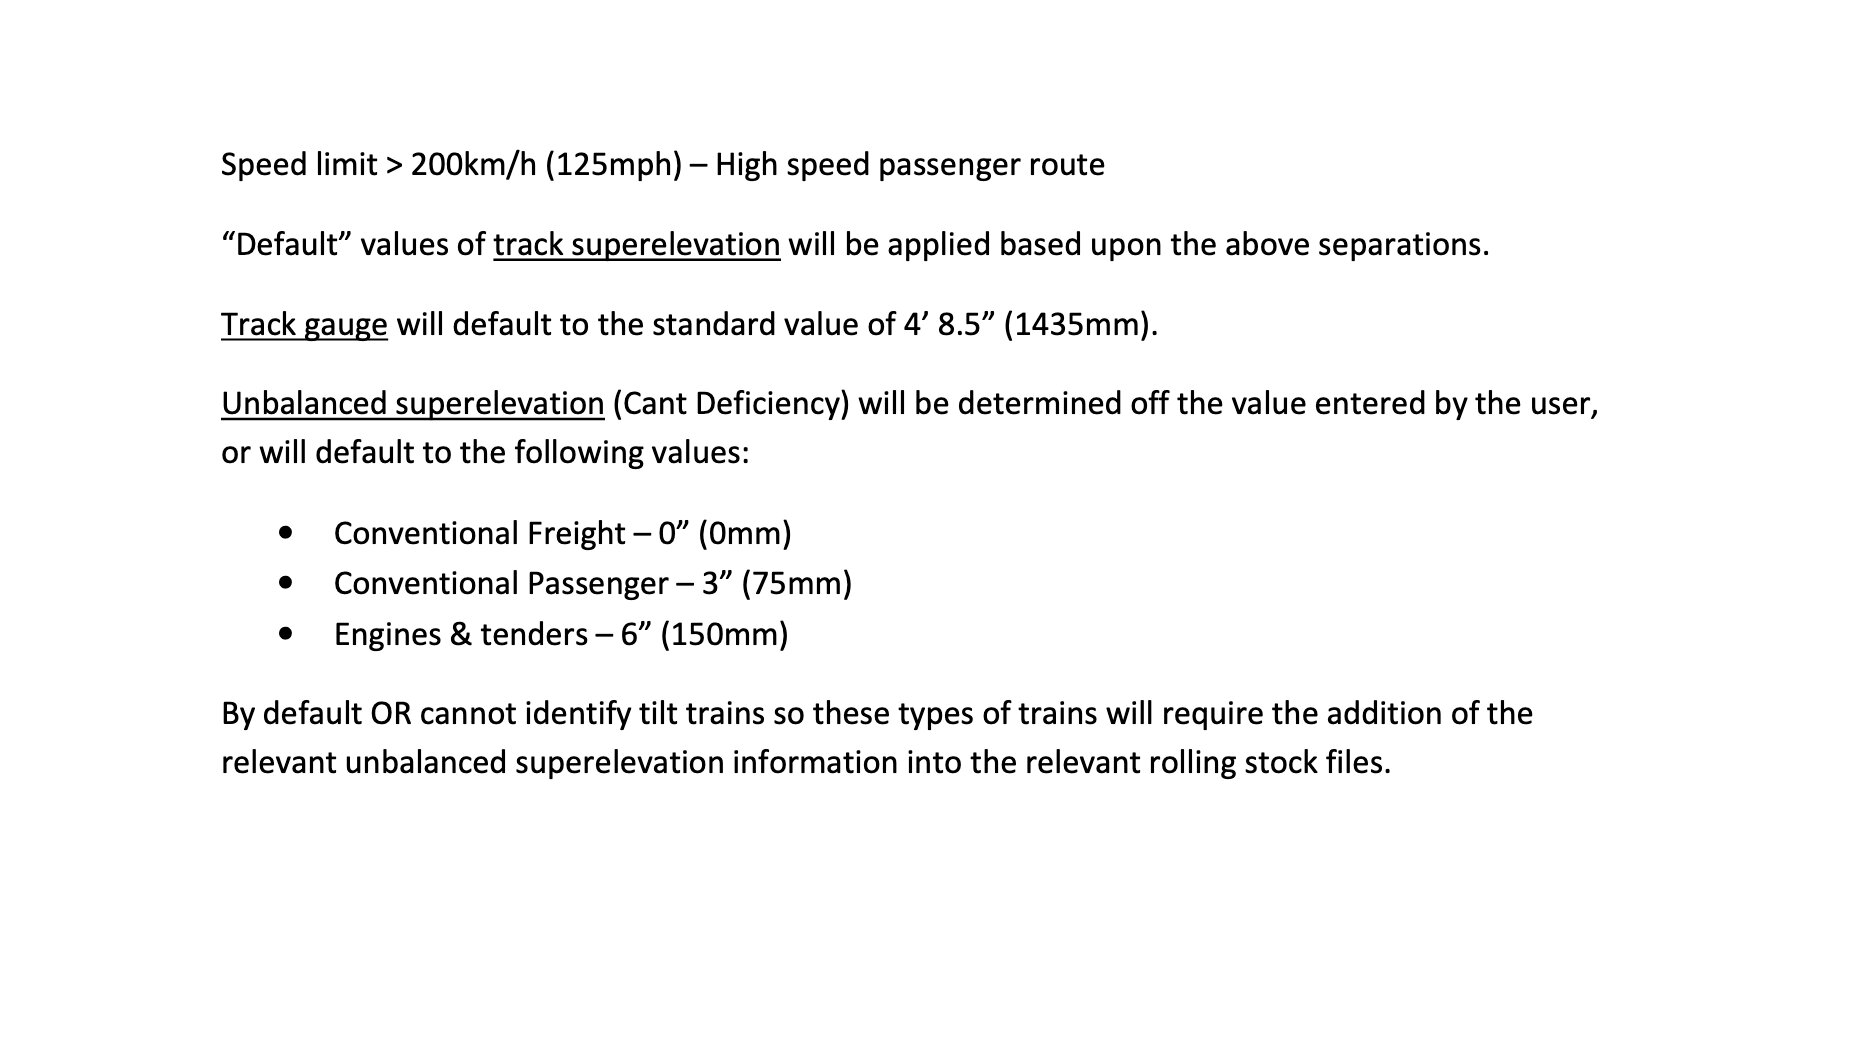 Speed limit > 200km/h (125mph) – High speed passenger route
“Default” values of track superelevation will be applied based upon the above separations.
Track gauge will default to the standard value of 4’ 8.5” (1435mm).
Unbalanced superelevation (Cant Deficiency) will be determined off the value entered by the user,
or will default to the following values:
• Conventional Freight – 0” (0mm)
• Conventional Passenger – 3” (75mm)
• Engines & tenders – 6” (150mm)
By default OR cannot identify tilt trains so these types of trains will require the addition of the
relevant unbalanced superelevation information into the relevant rolling stock files.